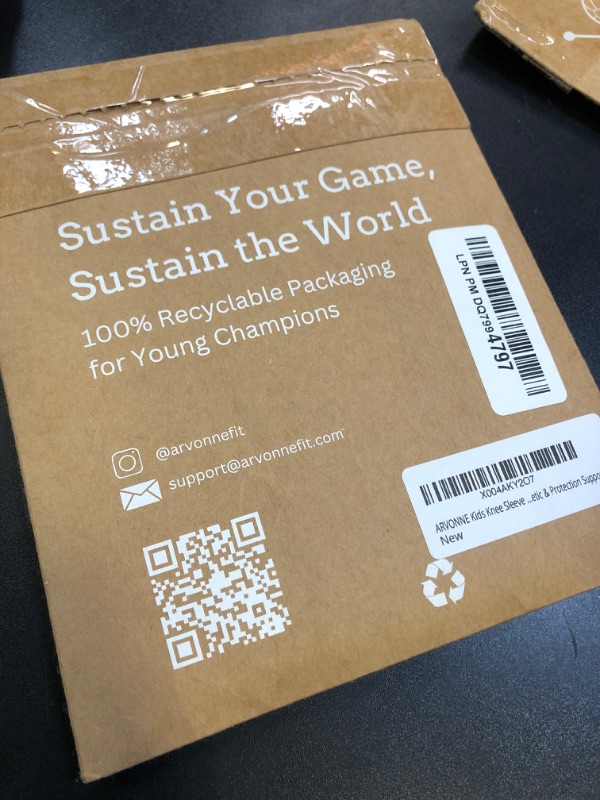 Sustain Your Game,
Sustain the World
100% Recyclable Packaging
for Young Champions
@arvonnefit
support@arvonnefit.com
LPN PM DQ7994797
X004AKY2O7
ARVONNE Kids Knee Sleeve ...etic & Protection Suppo
New